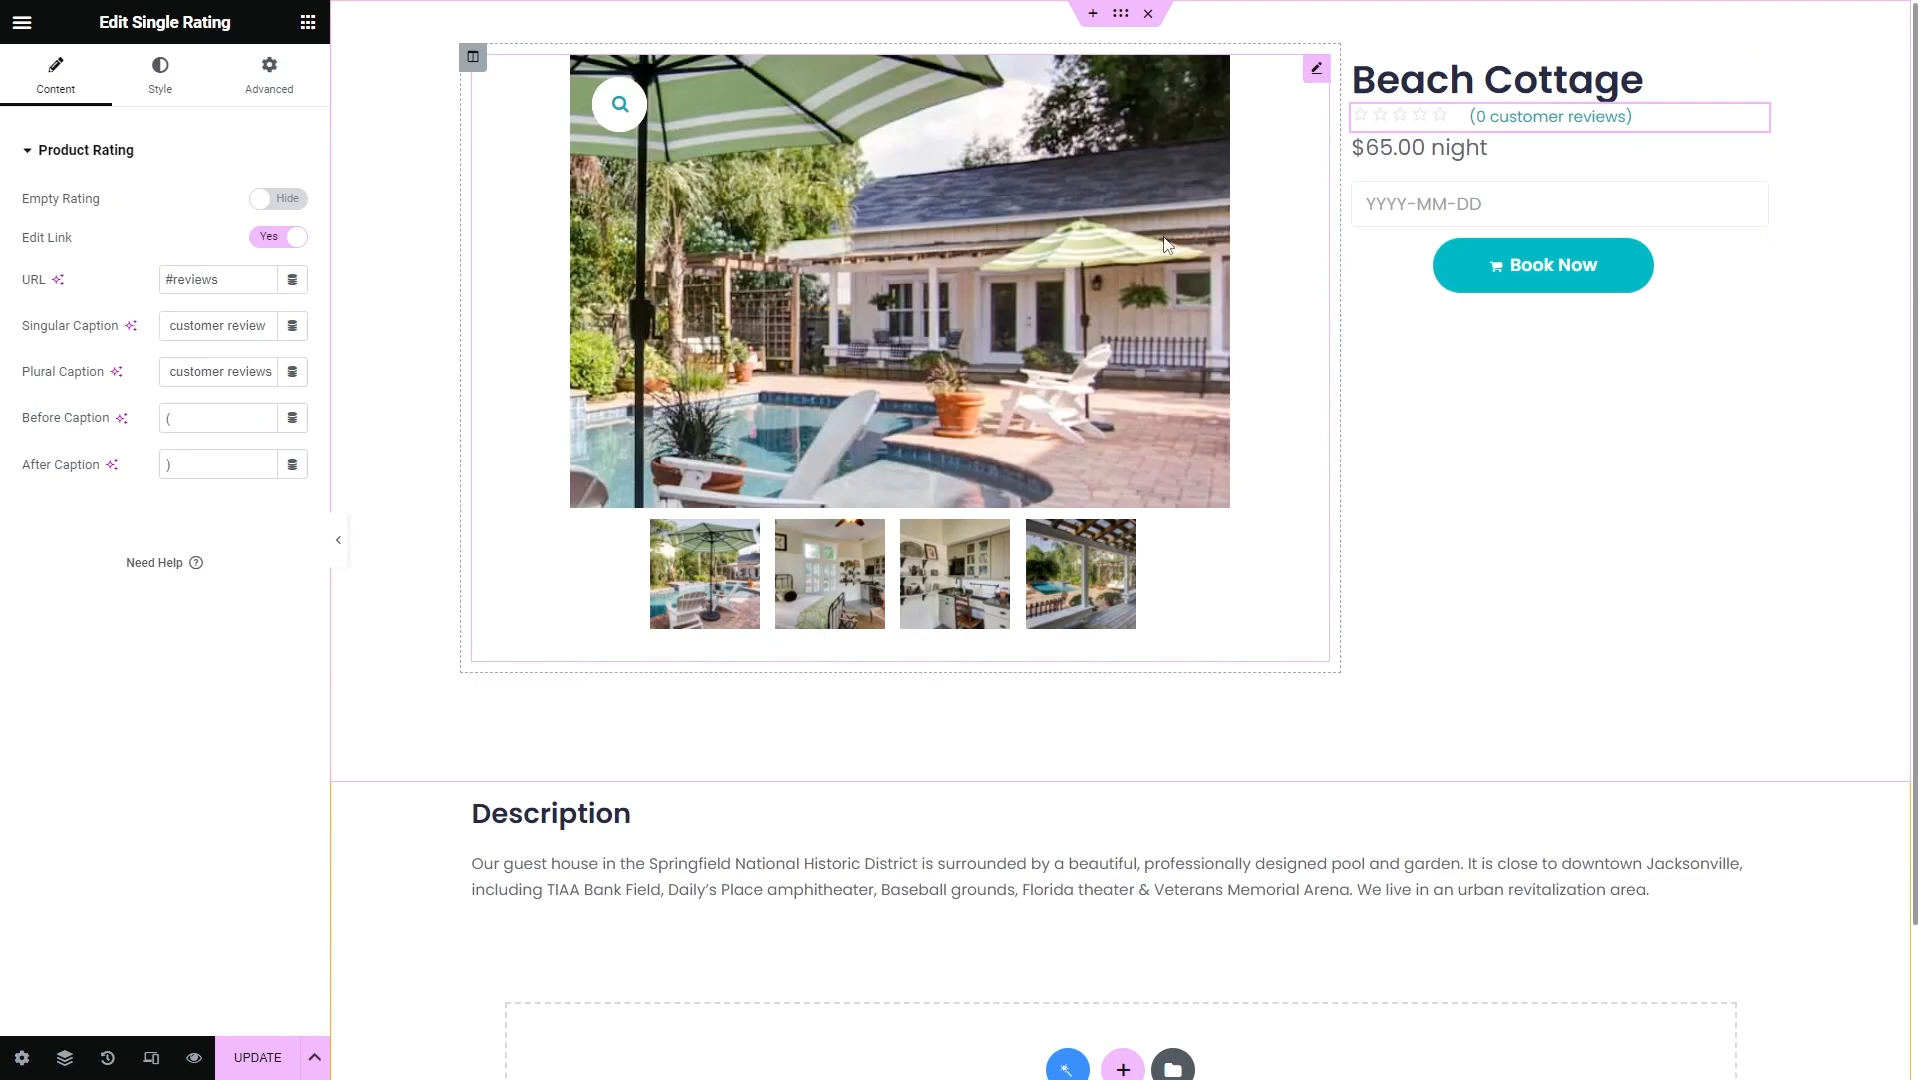 Edit Single Rating
Content
Style
Advanced
Product Rating
Empty Rating
Hide
Edit Link
Yes
URL
#reviews
Singular Caption
customer review
Plural Caption
customer reviews
Before Caption
(
After Caption
)
Need Help
UPDATE
Beach Cottage
(0 customer reviews)
$65.00 night
YYYY-MM-DD
Book Now
Description
Our guest house in the Springfield National Historic District is surrounded by a beautiful, professionally designed pool and garden. It is close to downtown Jacksonville,
including TIAA Bank Field, Daily’s Place amphitheater, Baseball grounds, Florida theater & Veterans Memorial Arena. We live in an urban revitalization area.